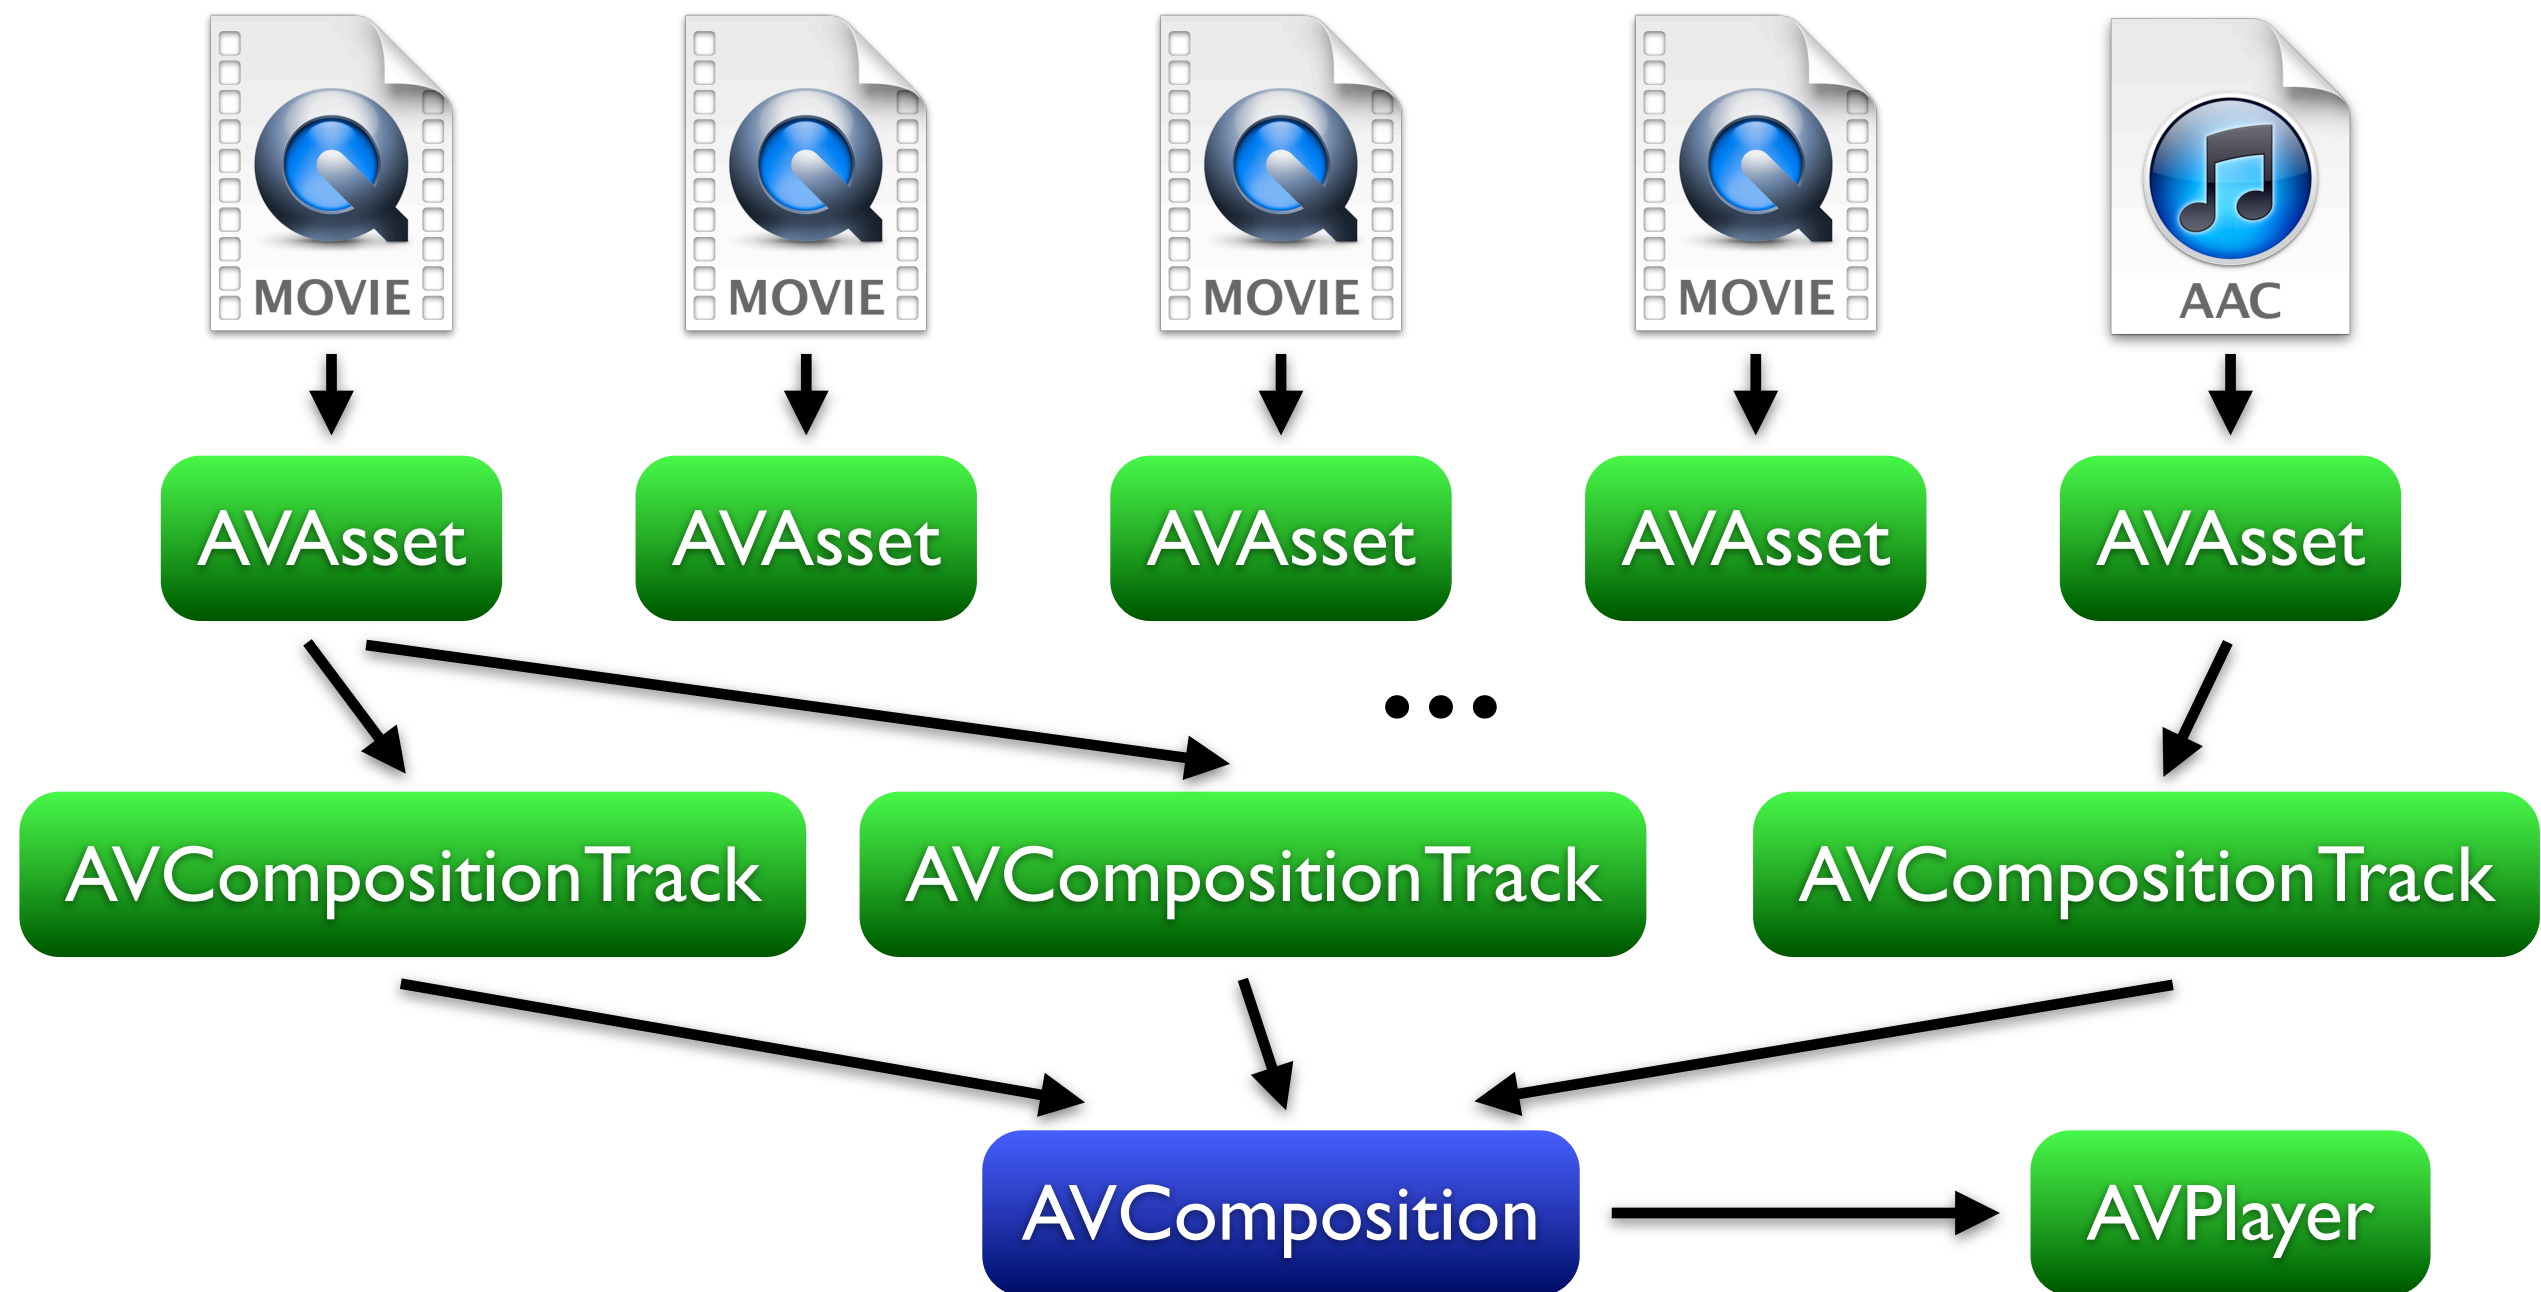 MOVIE MOVIE MOVIE MOVIE AAC
AVAsset AVAsset AVAsset AVAsset AVAsset
...
AVCompositionTrack AVCompositionTrack AVCompositionTrack
AVComposition AVPlayer